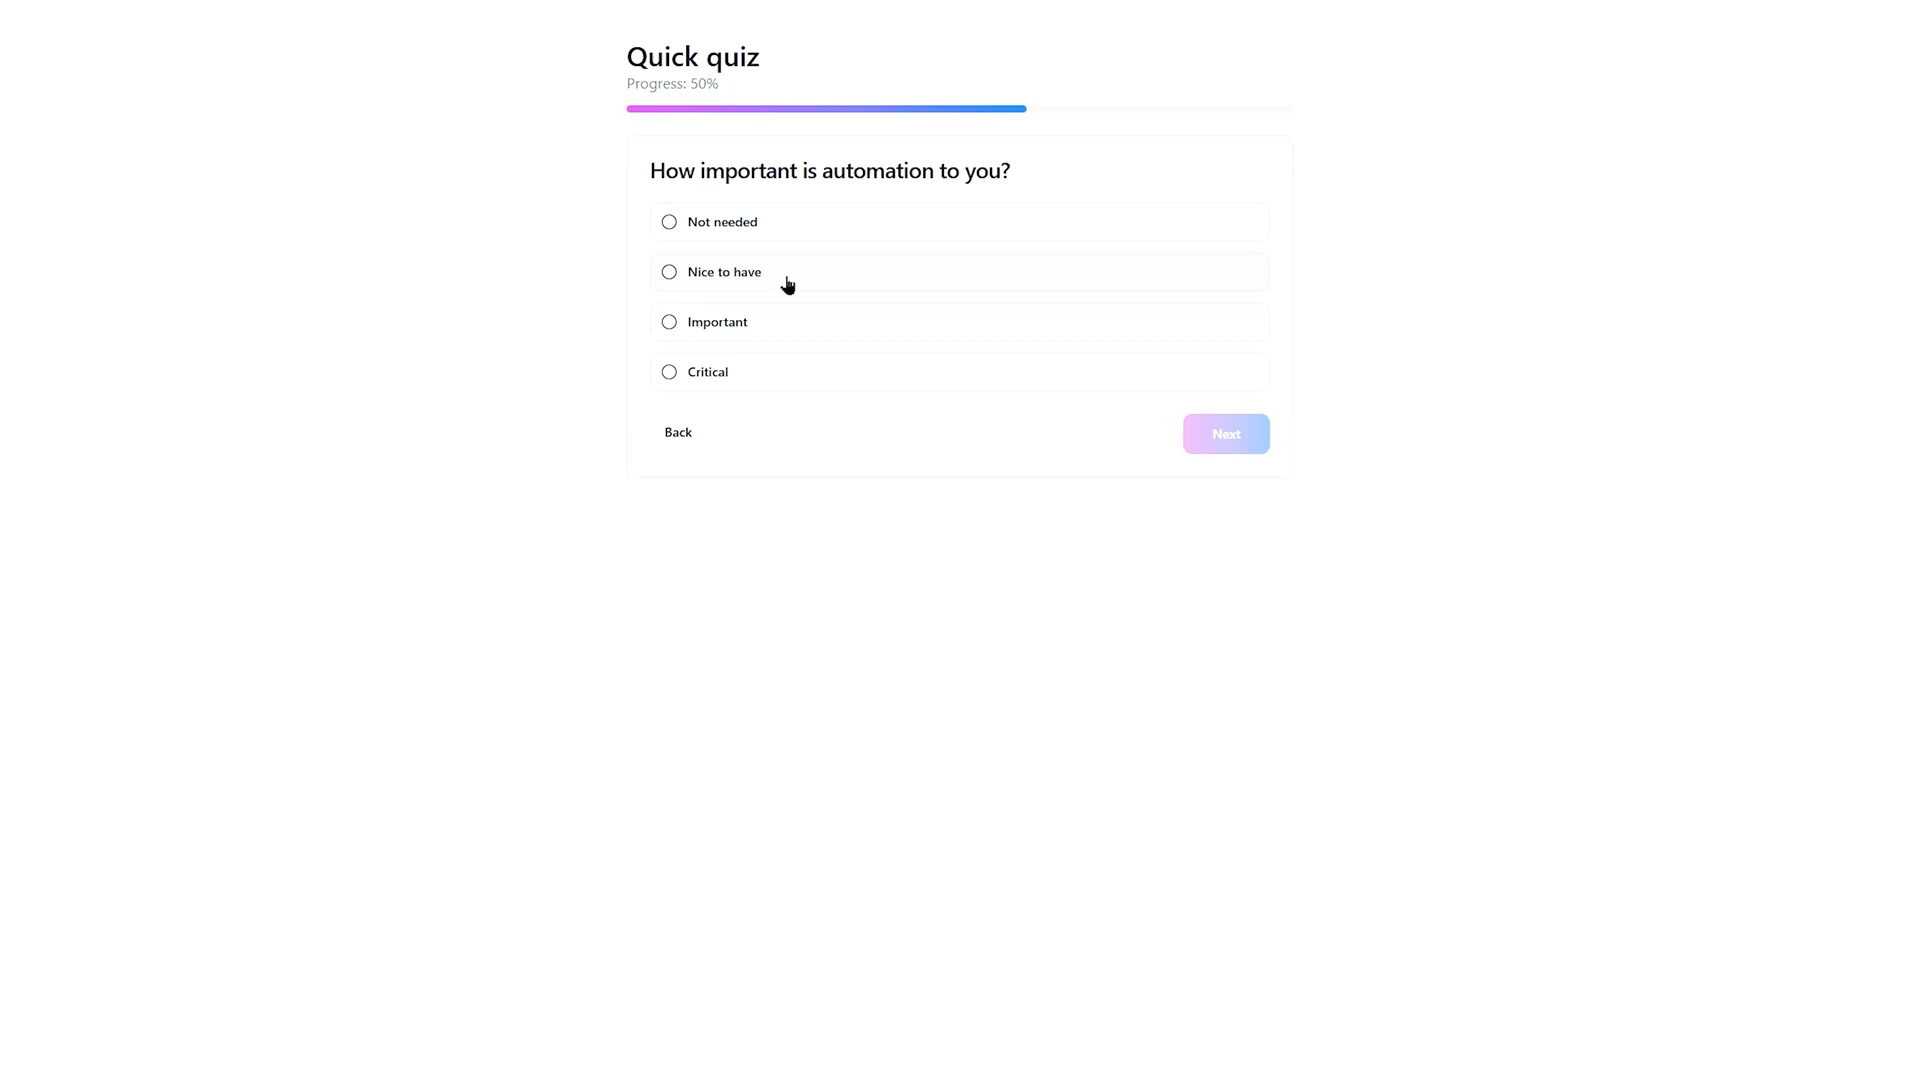 Quick quiz
Progress: 50%
How important is automation to you?
Not needed
Nice to have
Important
Critical
Back
Next